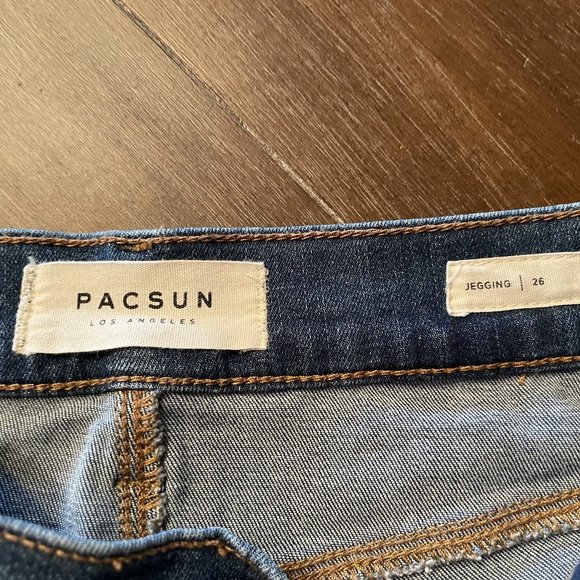 PACSUN
LOS ANGELES
JEGGING | 26